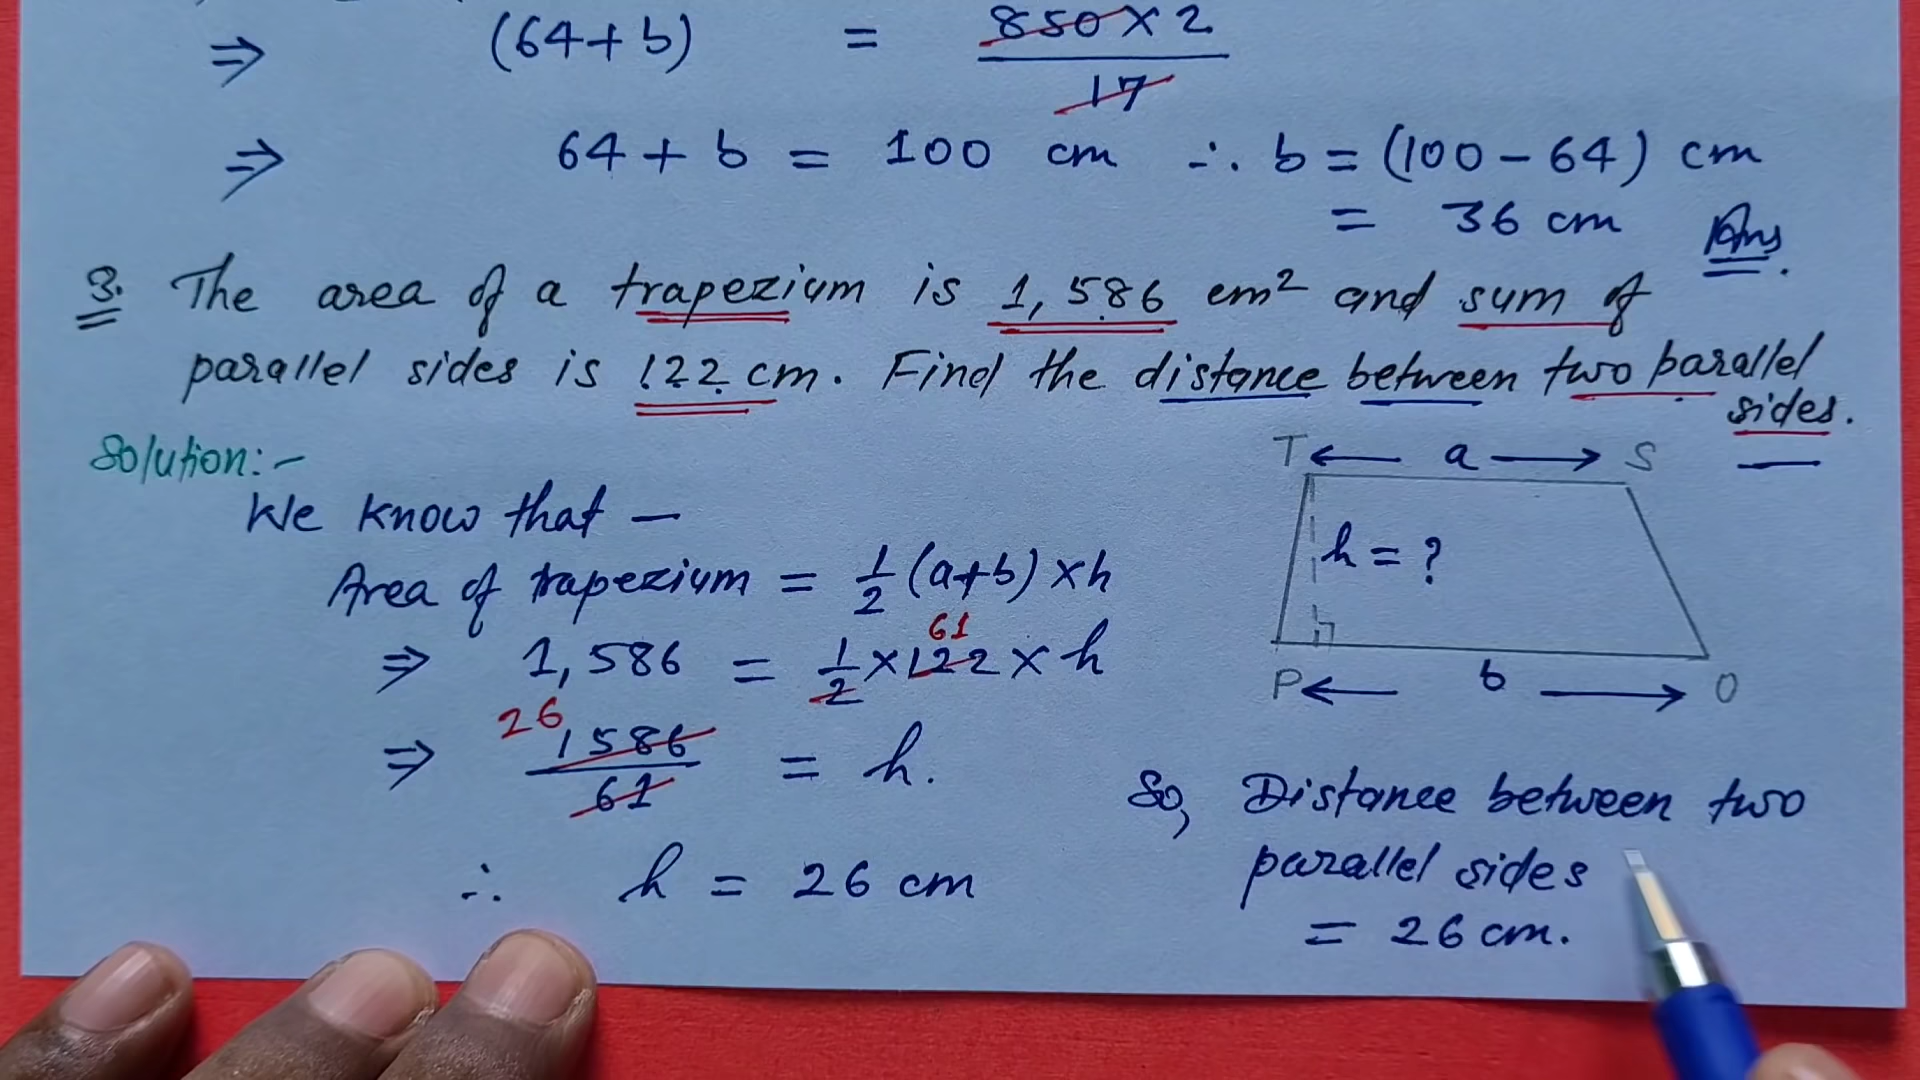 ⇒ (64+b) = 850×2/17
⇒ 64+b = 100 cm ∴ b = (100-64) cm
= 36 cm Ans.
3. The area of a trapezium is 1,586 cm² and sum of
parallel sides is 122 cm. Find the distance between two parallel
sides.
Solution:-
We know that —
Area of trapezium = 1/2 (a+b) × h
61
⇒ 1,586 = 1/2 × 122 × h
26
⇒ 1586/61 = h.
∴ h = 26 cm
T ← a → S
h = ?
P ← b → O
So, Distance between two
parallel sides
= 26 cm.